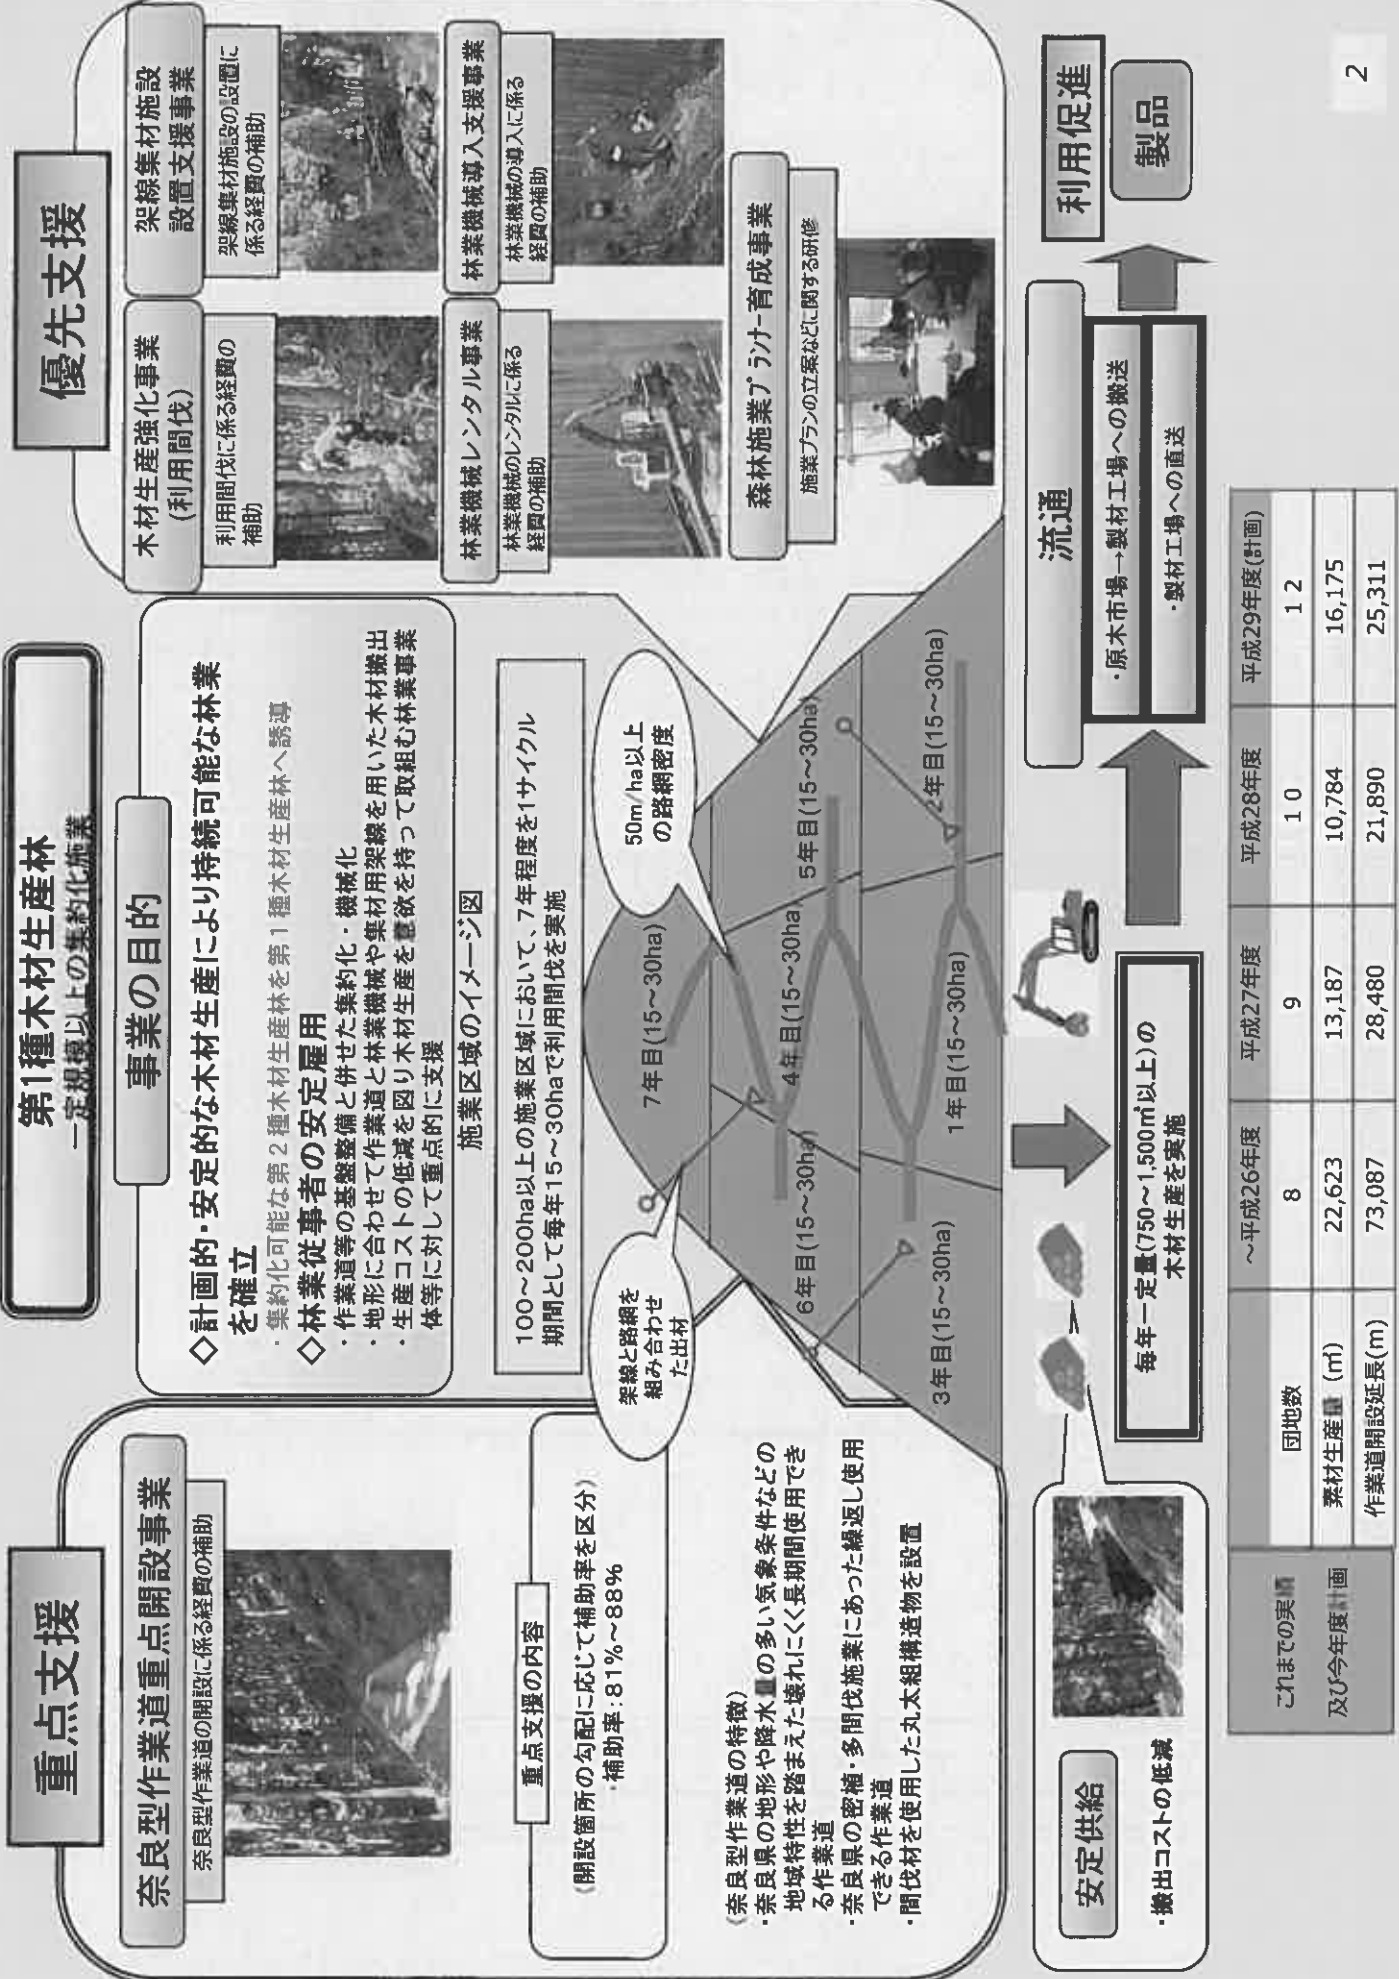 第1種木材生産林
一定規模以上の集約化施業
重点支援
奈良型作業道重点開設事業
奈良型作業道の開設に係る経費の補助
重点支援の内容
(開設箇所の勾配に応じて補助率を区分)
・補助率:81%~88%
(奈良型作業道の特徴)
・奈良県の地形や降水量の多い気象条件などの
地域特性を踏まえた壊れにくく長期間使用でき
る作業道
・奈良県の密植・多間伐施業にあった繰返し使用
できる作業道
・間伐材を使用した丸太組構造物を設置
事業の目的
◇計画的・安定的な木材生産により持続可能な林業
を確立
・集約化可能な第2種木材生産林を第1種木材生産林へ誘導
◇林業従事者の安定雇用
・作業道等の基盤整備と併せた集約化・機械化
・地形に合わせて作業道と林業機械や集材用架線を用いた木材搬出
・生産コストの低減を図り木材生産を意欲を持って取組む林業事業
体等に対して重点的に支援
施業区域のイメージ図
100~200ha以上の施業区域において、7年程度を1サイクル
期間として毎年15~30haで利用間伐を実施
架線と路網を
組み合わせ
た出材
50m/ha以上
の路網密度
7年目(15~30ha)
6年目(15~30ha)
4年目(15~30ha)
5年目(15~30ha)
3年目(15~30ha)
1年目(15~30ha)
2年目(15~30ha)
優先支援
木材生産強化事業
(利用間伐)
利用間伐に係る経費の
補助
架線集材施設
設置支援事業
架線集材施設の設置に
係る経費の補助
林業機械レンタル事業
林業機械のレンタルに係る
経費の補助
林業機械導入支援事業
林業機械の導入に係る
経費の補助
森林施業プランナー育成事業
施業プランの立案などに関する研修
安定供給
・搬出コストの低減
毎年一定量(750~1,500㎥以上)の
木材生産を実施
流通
・原木市場→製材工場への搬送
・製材工場への直送
利用促進
製品
これまでの実績
及び今年度計画
~平成26年度 平成27年度 平成28年度 平成29年度(計画)
団地数 8 9 10 12
素材生産量(㎥) 22,623 13,187 10,784 16,175
作業道開設延長(m) 73,087 28,480 21,890 25,311
2